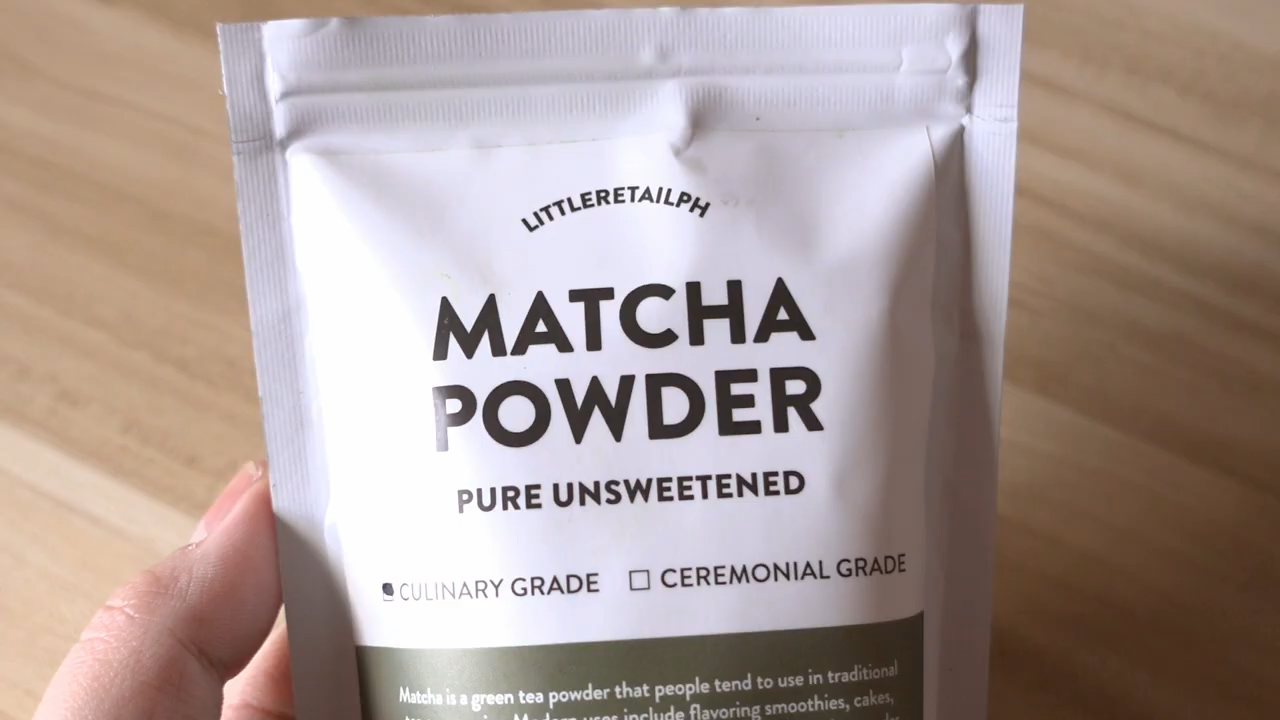 LITTLERETAILPH
MATCHA
POWDER
PURE UNSWEETENED
CULINARY GRADE CEREMONIAL GRADE
Matcha is a green tea powder that people tend to use in traditional
Modern uses include flavoring smoothies, cakes,